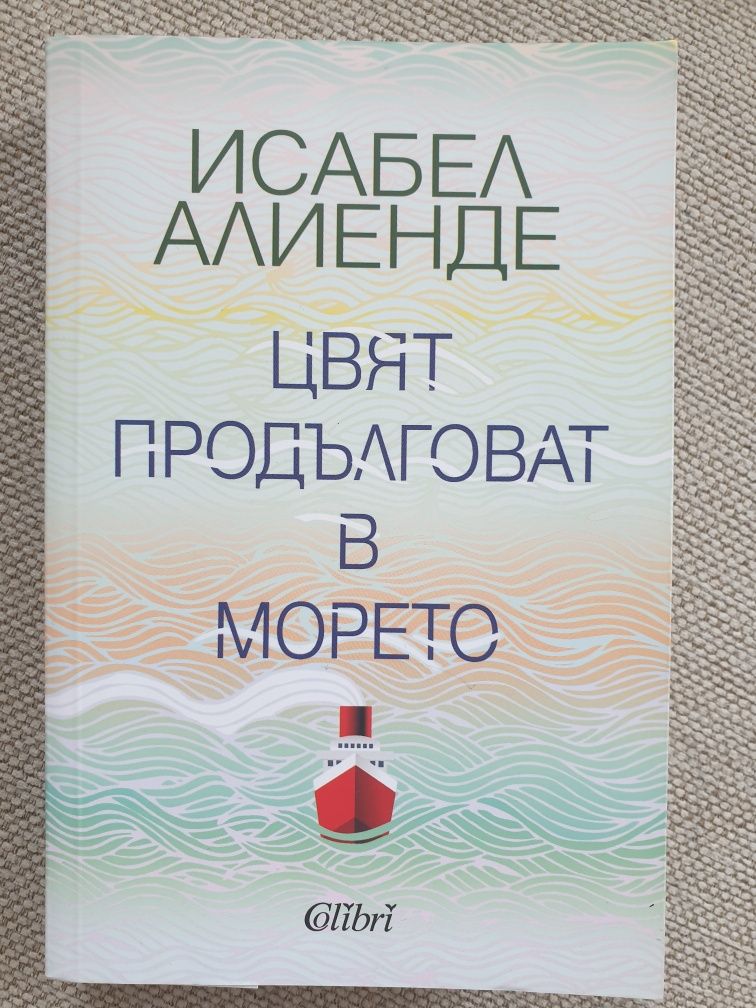 ИСАБЕЛ
АЛИЕНДЕ
ЦВЯТ
ПРОДЪЛГОВАТ
В
МОРЕТО
Colibri